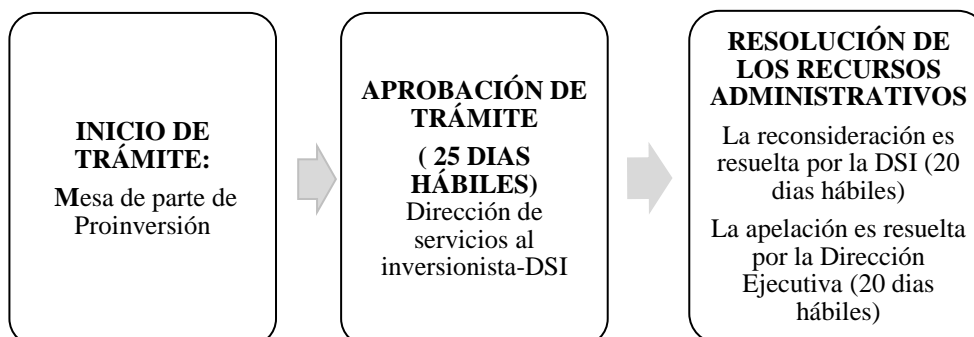 INICIO DE
TRÁMITE:
Mesa de parte de
Proinversión
APROBACIÓN DE
TRÁMITE
( 25 DIAS
HÁBILES)
Dirección de
servicios al
inversionista-DSI
RESOLUCIÓN DE
LOS RECURSOS
ADMINISTRATIVOS
La reconsideración es
resuelta por la DSI (20
dias hábiles)
La apelación es resuelta
por la Dirección
Ejecutiva (20 dias
hábiles)